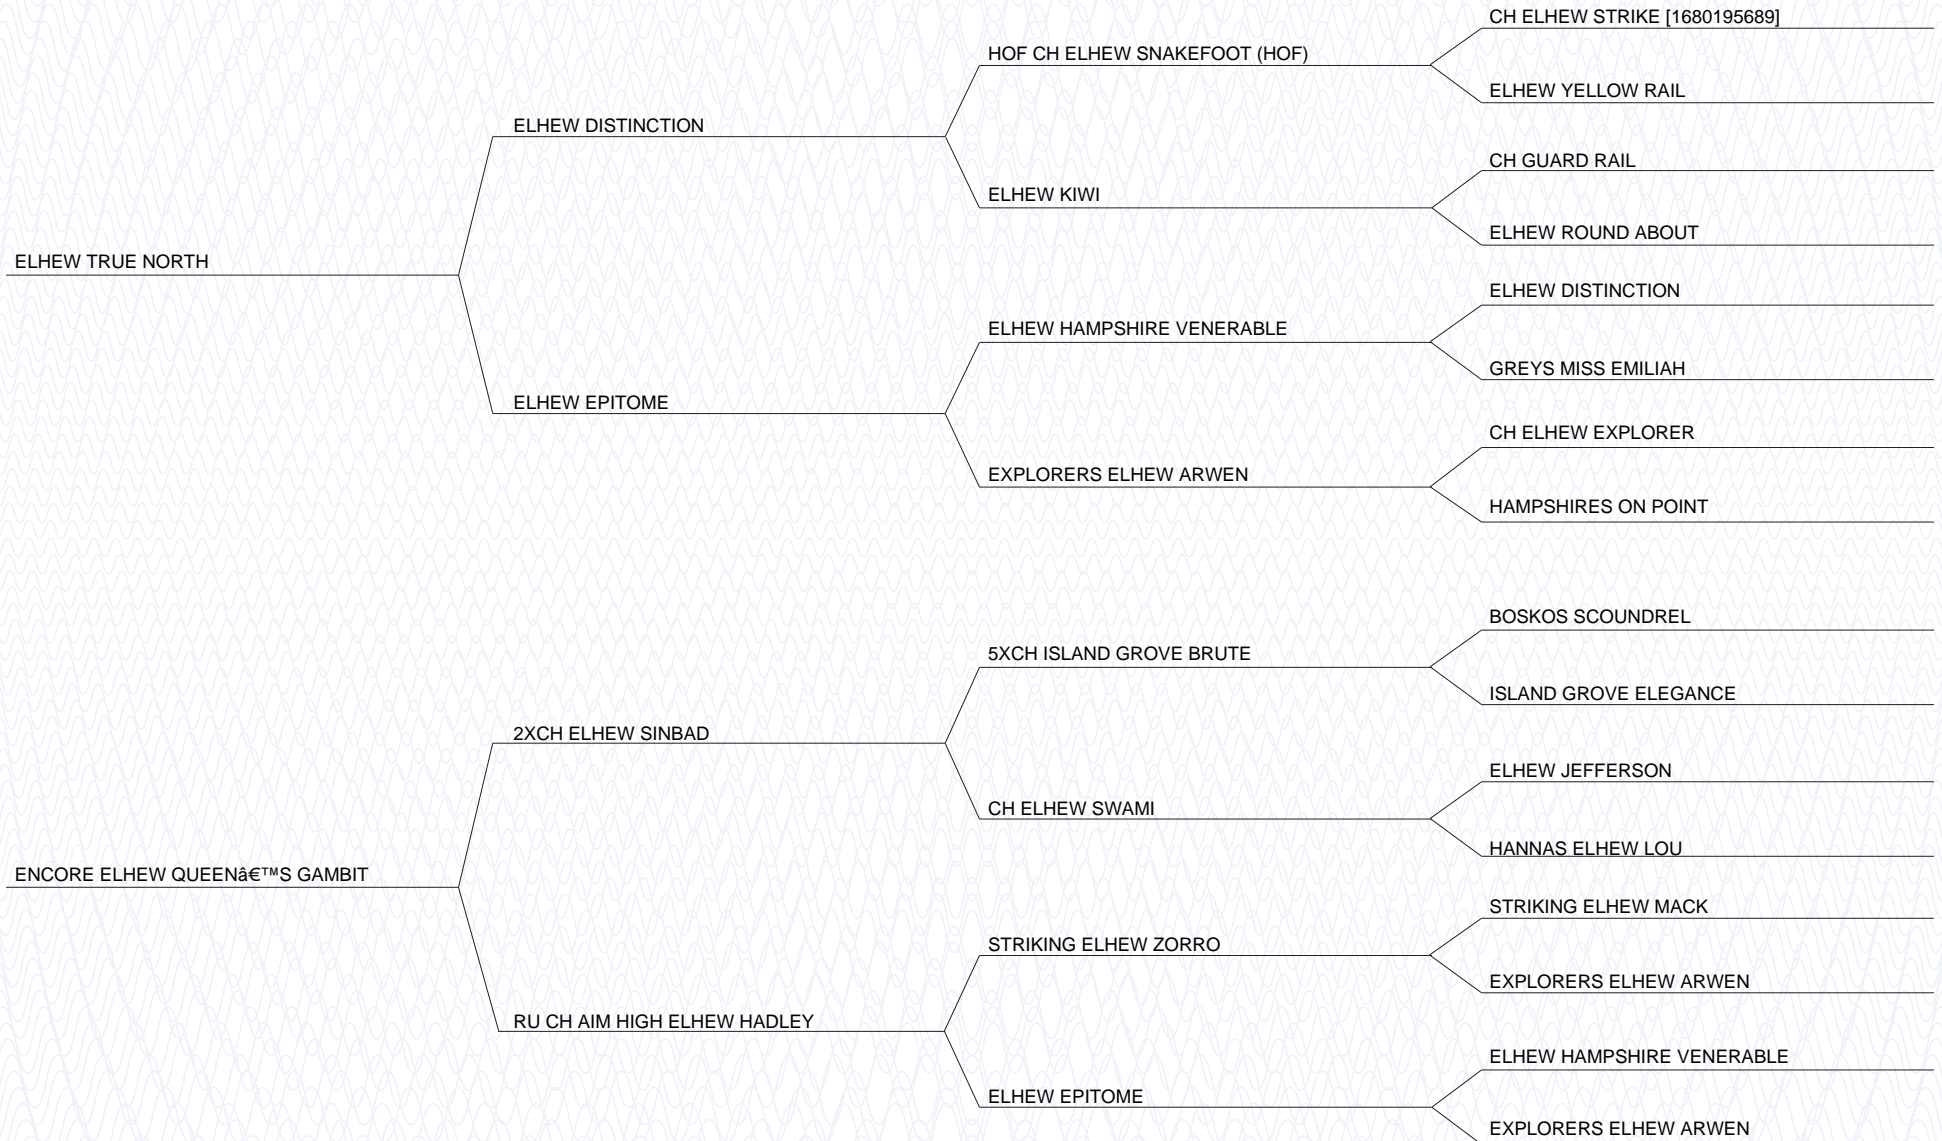 CH ELHEW STRIKE [1680195689]
HOF CH ELHEW SNAKEFOOT (HOF)
ELHEW YELLOW RAIL
ELHEW DISTINCTION
CH GUARD RAIL
ELHEW KIWI
ELHEW ROUND ABOUT
ELHEW TRUE NORTH
ELHEW DISTINCTION
ELHEW HAMPSHIRE VENERABLE
GREYS MISS EMILIAH
ELHEW EPITOME
CH ELHEW EXPLORER
EXPLORERS ELHEW ARWEN
HAMPSHIRES ON POINT
BOSKOS SCOUNDREL
5XCH ISLAND GROVE BRUTE
ISLAND GROVE ELEGANCE
2XCH ELHEW SINBAD
ELHEW JEFFERSON
CH ELHEW SWAMI
HANNAS ELHEW LOU
ENCORE ELHEW QUEENâ€™S GAMBIT
STRIKING ELHEW MACK
STRIKING ELHEW ZORRO
EXPLORERS ELHEW ARWEN
RU CH AIM HIGH ELHEW HADLEY
ELHEW HAMPSHIRE VENERABLE
ELHEW EPITOME
EXPLORERS ELHEW ARWEN